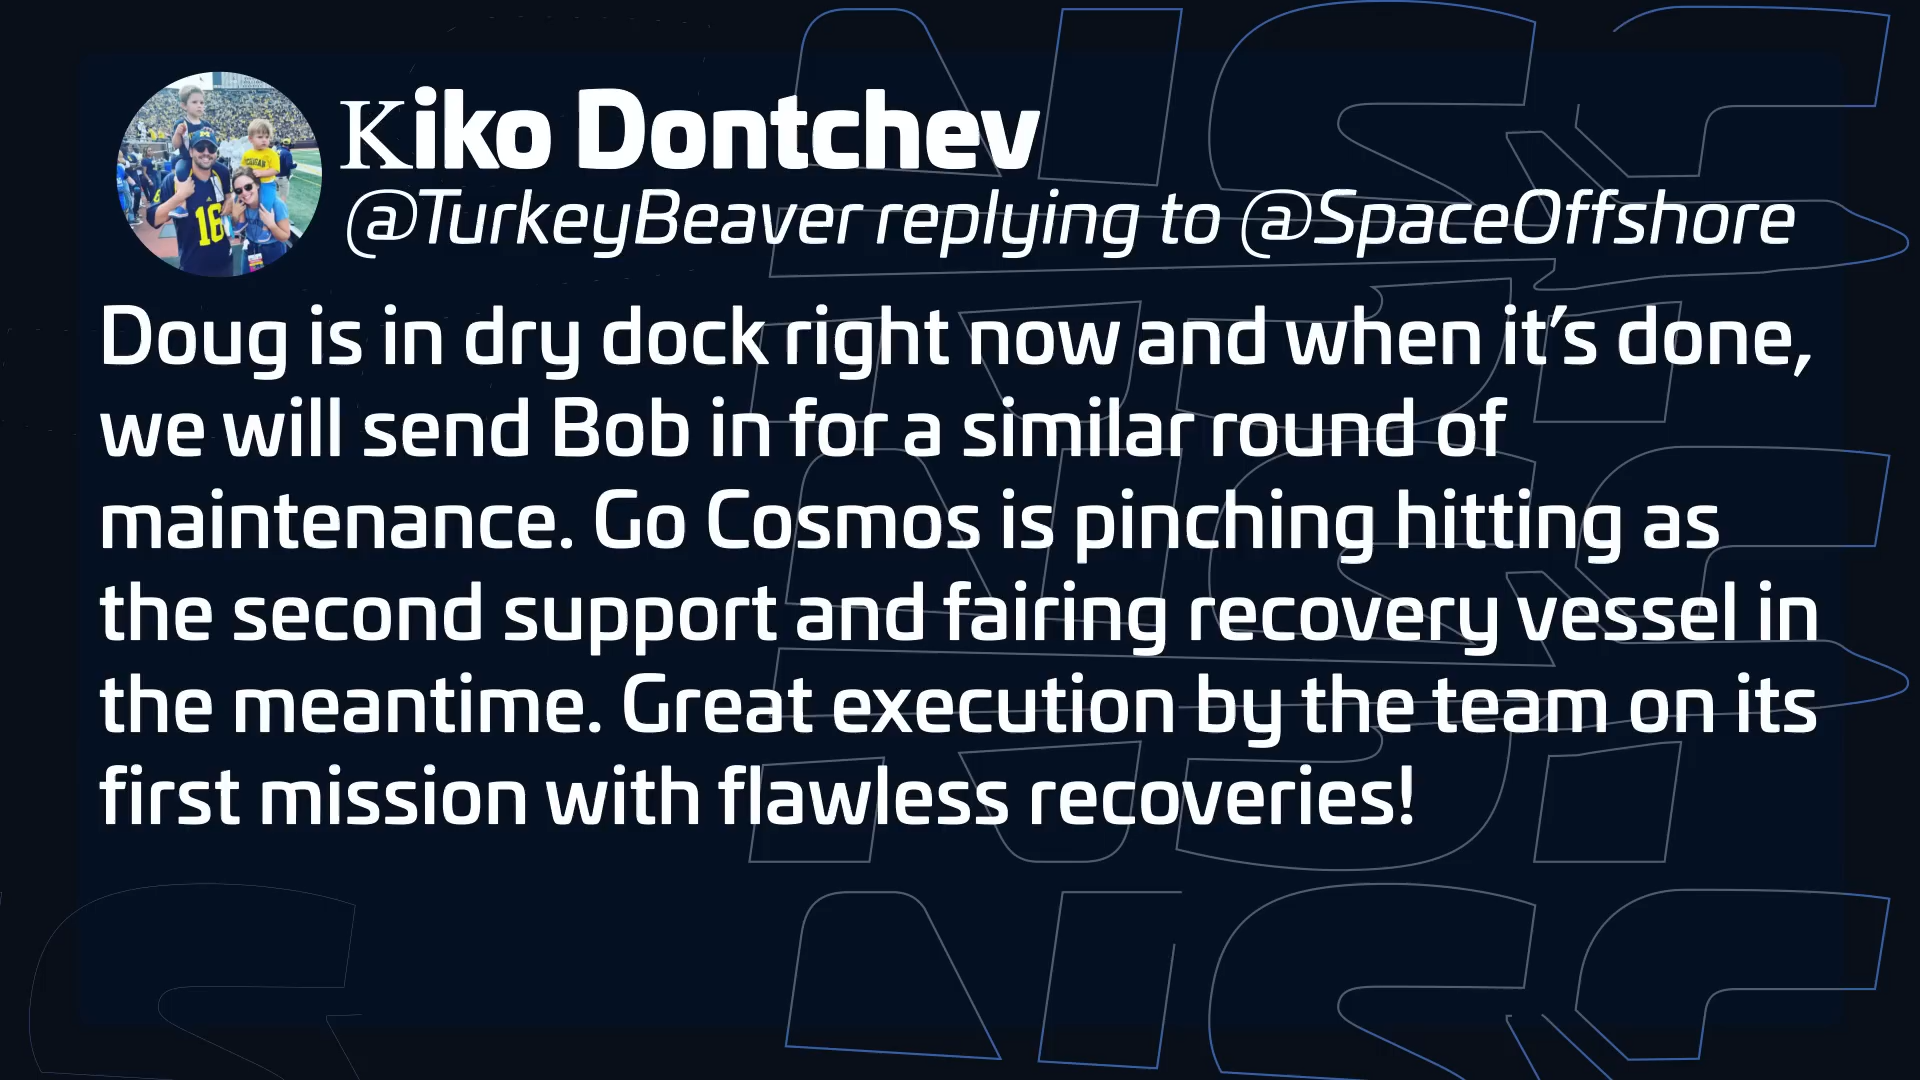 Kiko Dontchev
@TurkeyBeaver replying to @SpaceOffshore
Doug is in dry dock right now and when it’s done,
we will send Bob in for a similar round of
maintenance. Go Cosmos is pinching hitting as
the second support and fairing recovery vessel in
the meantime. Great execution by the team on its
first mission with flawless recoveries!
16